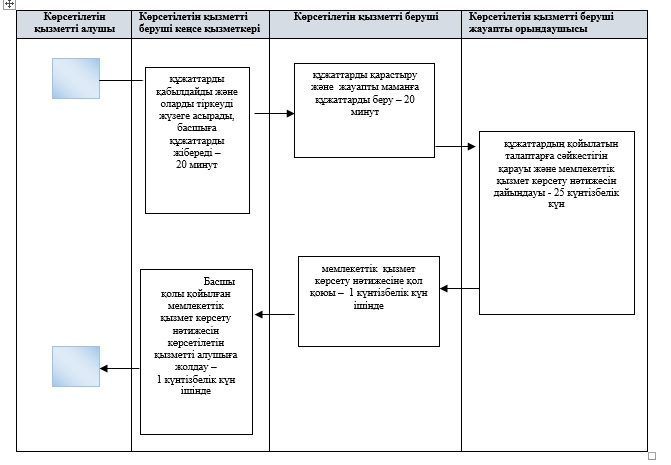 Көрсетілетін
қызметті алушы
Көрсетілетін қызметті
беруші кеңсе қызметкері
Көрсетілетін қызметті беруші
Көрсетілетін қызметті беруші
жауапты орындаушысы
құжаттарды
қабылдайды және
оларды тіркеуді
жүзеге асырады,
басшыға
құжаттарды
жібереді –
20 минут
құжаттарды қарастыру
және жауапты маманға
құжаттарды беру – 20
минут
құжаттардың қойылатын
талаптарға сәйкестігін
қарауы және мемлекеттік
қызмет көрсету нәтижесін
дайындауы - 25 күнтізбелік
күн
мемлекеттік қызмет
көрсету нәтижесіне қол
қоюы – 1 күнтізбелік күн
ішінде
Басшы
қолы қойылған
мемлекеттік
қызмет көрсету
нәтижесін
көрсетілетін
қызметті алушыға
жолдау –
1 күнтізбелік күн
ішінде